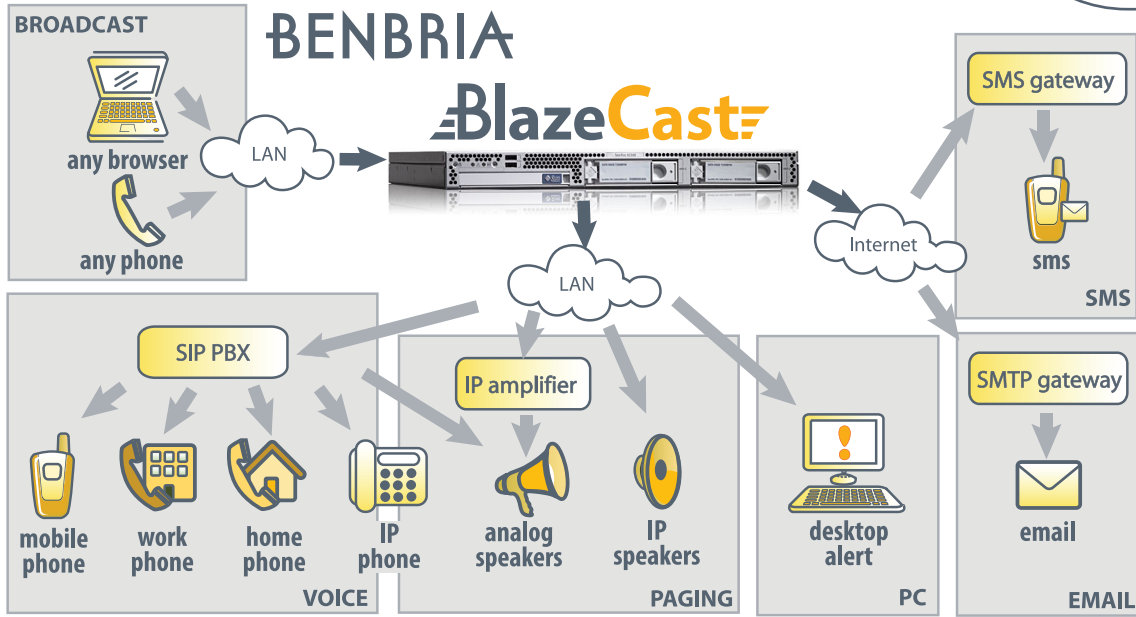 BROADCAST
any browser
any phone
LAN
BENBRIA
BlazeCast
LAN
Internet
SMS gateway
sms
SMS
SIP PBX
mobile
phone
work
phone
home
phone
IP
phone
VOICE
IP amplifier
analog
speakers
IP
speakers
PAGING
!
desktop
alert
PC
SMTP gateway
email
EMAIL